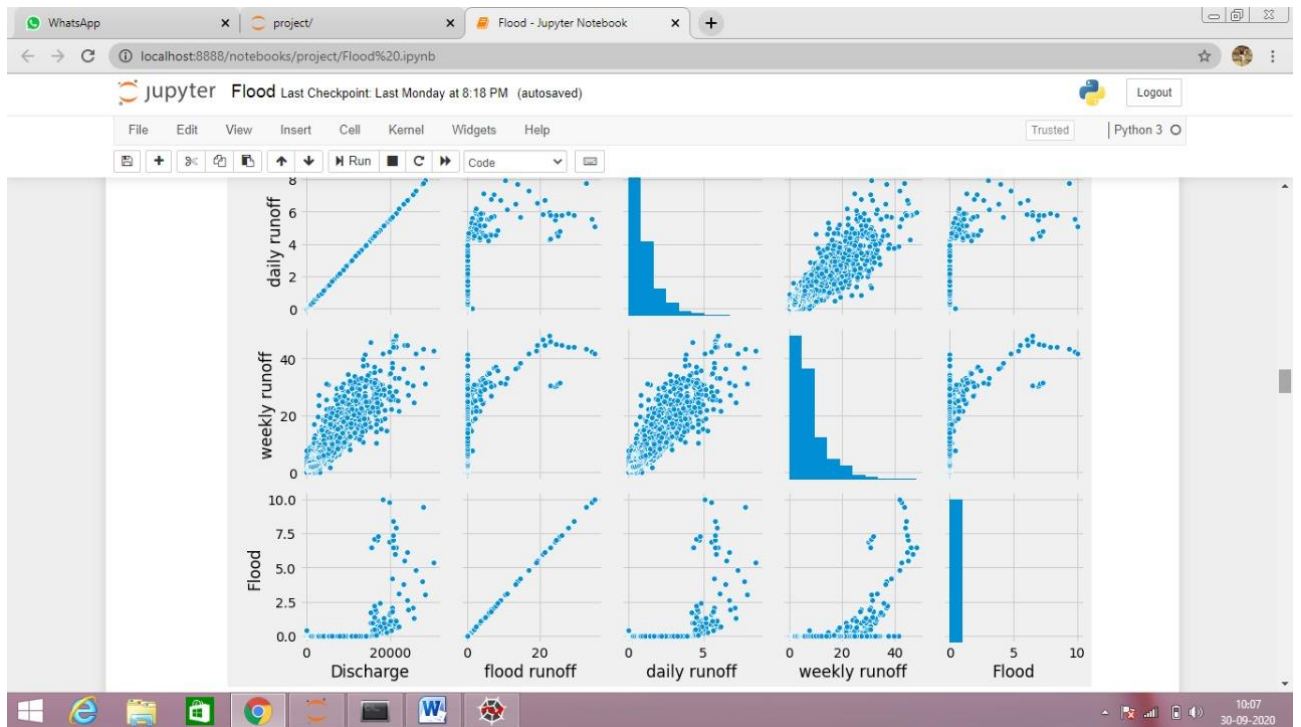 WhatsApp
project/
Flood - Jupyter Notebook
localhost:8888/notebooks/project/Flood%20.ipynb
jupyter Flood Last Checkpoint: Last Monday at 8:18 PM (autosaved)
Logout
File Edit View Insert Cell Kernel Widgets Help
Trusted Python 3
Run Code
8
6
4
2
0
daily runoff
40
20
0
weekly runoff
10.0
7.5
5.0
2.5
0.0
Flood
0 20000 0 20 0 5 0 20 40 0 5 10
Discharge flood runoff daily runoff weekly runoff Flood
10:07
30-09-2020